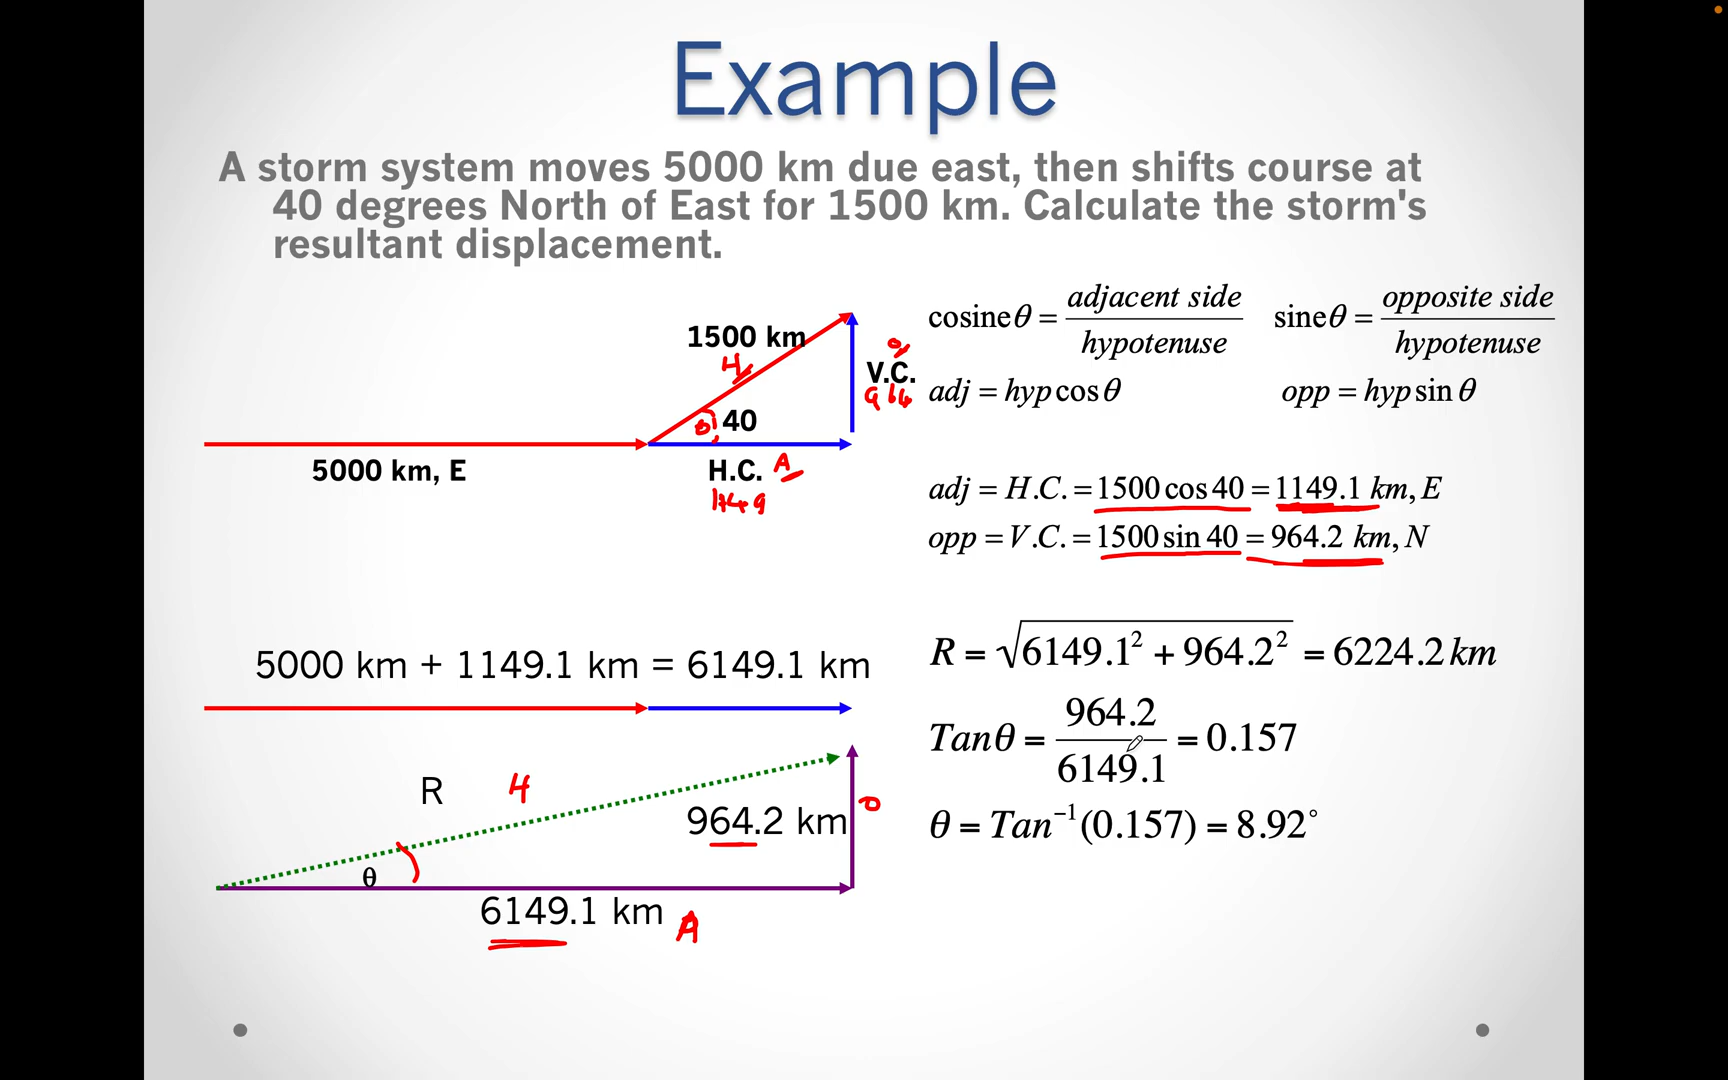 Example
A storm system moves 5000 km due east, then shifts course at
40 degrees North of East for 1500 km. Calculate the storm's
resultant displacement.
1500 km
H
40
5000 km, E
H.C. A
O
V.C.
964
cosineθ = adjacent side / hypotenuse
sineθ = opposite side / hypotenuse
adj = hyp cos θ
opp = hyp sin θ
adj = H.C. = 1500 cos 40 = 1149.1 km, E
opp = V.C. = 1500 sin 40 = 964.2 km, N
5000 km + 1149.1 km = 6149.1 km
R H
964.2 km O
θ
6149.1 km A
R = √6149.1² + 964.2² = 6224.2 km
Tanθ = 964.2 / 6149.1 = 0.157
θ = Tan⁻¹(0.157) = 8.92°